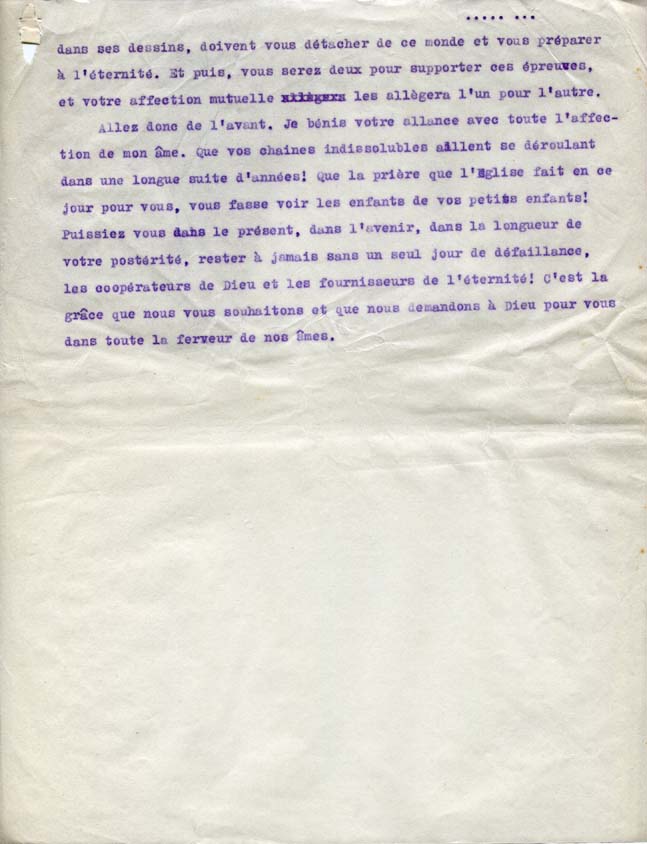 ..... ...
dans ses dessins, doivent vous détacher de ce monde et vous préparer
à l'éternité. Et puis, vous serez deux pour supporter ces épreuves,
et votre affection mutuelle allègera les allègera l'un pour l'autre.
Allez donc de l'avant. Je bénis votre allance avec toute l'affec-
tion de mon âme. Que vos chaines indissolubles aillent se déroulant
dans une longue suite d'années! Que la prière que l'Eglise fait en ce
jour pour vous, vous fasse voir les enfants de vos petits enfants!
Puissiez vous dans le présent, dans l'avenir, dans la longueur de
votre postérité, rester à jamais sans un seul jour de défaillance,
les coopérateurs de Dieu et les fournisseurs de l'éternité! C'est la
grâce que nous vous souhaitons et que nous demandons à Dieu pour vous
dans toute la ferveur de nos âmes.